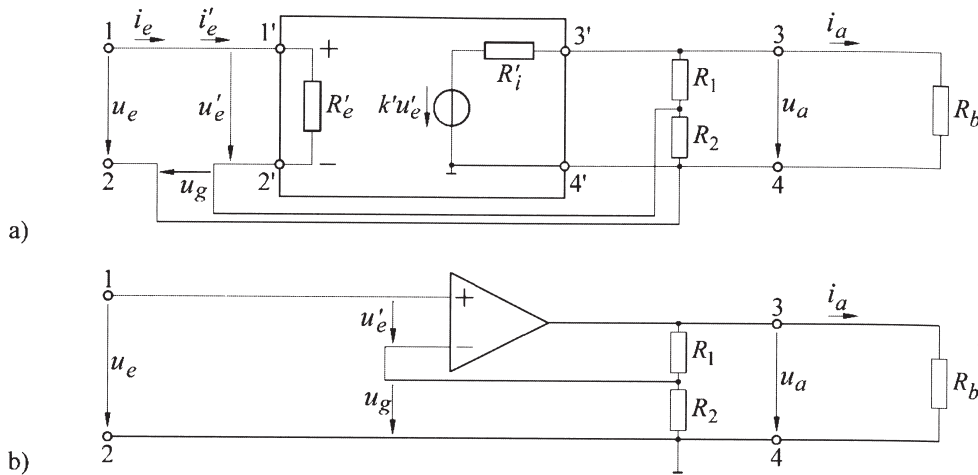 i_e i'_e
1 1' + 3' 3 i_a
R'_i R_1
u_e u'_e R'_e k'u'_e u_a R_b
R_2
2 u_g 2' − 4' 4
a)
1 + 3 i_a
u'_e −
R_1
u_e u_a R_b
u_g R_2
2 4
b)